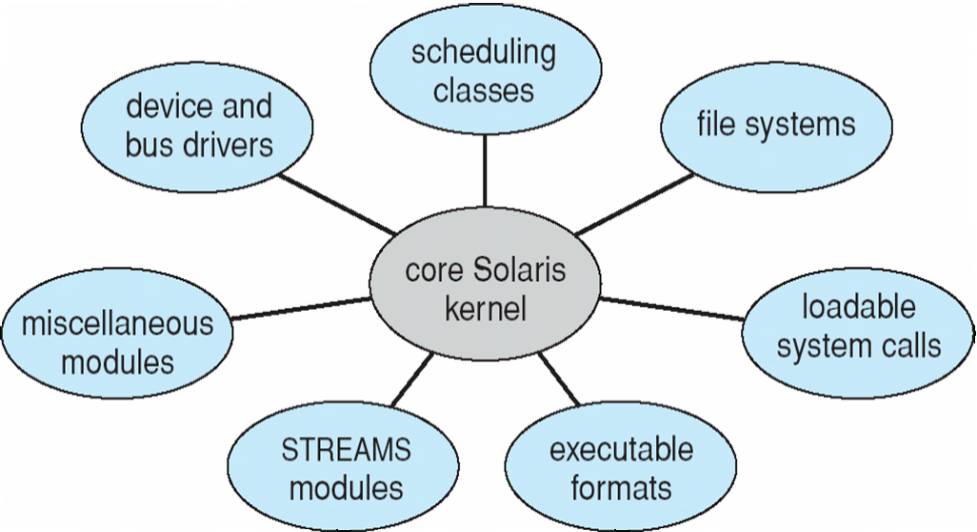 scheduling
classes
device and
bus drivers
file systems
core Solaris
kernel
miscellaneous
modules
loadable
system calls
STREAMS
modules
executable
formats